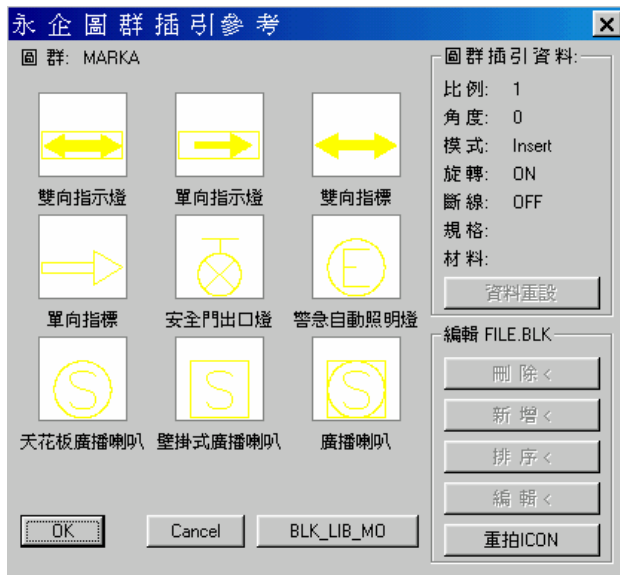 永企圖群插引參考
圖群: MARKA
雙向指示燈 單向指示燈 雙向指標
單向指標 安全門出口燈 警急自動照明燈
E
S S S
天花板廣播喇叭 壁掛式廣播喇叭 廣播喇叭
OK Cancel BLK_LIB_MO
圖群插引資料:
比例: 1
角度: 0
模式: Insert
旋轉: ON
斷線: OFF
規格:
材料:
資料重設
編輯 FILE.BLK
刪除<
新增<
排序<
編輯<
重拍ICON